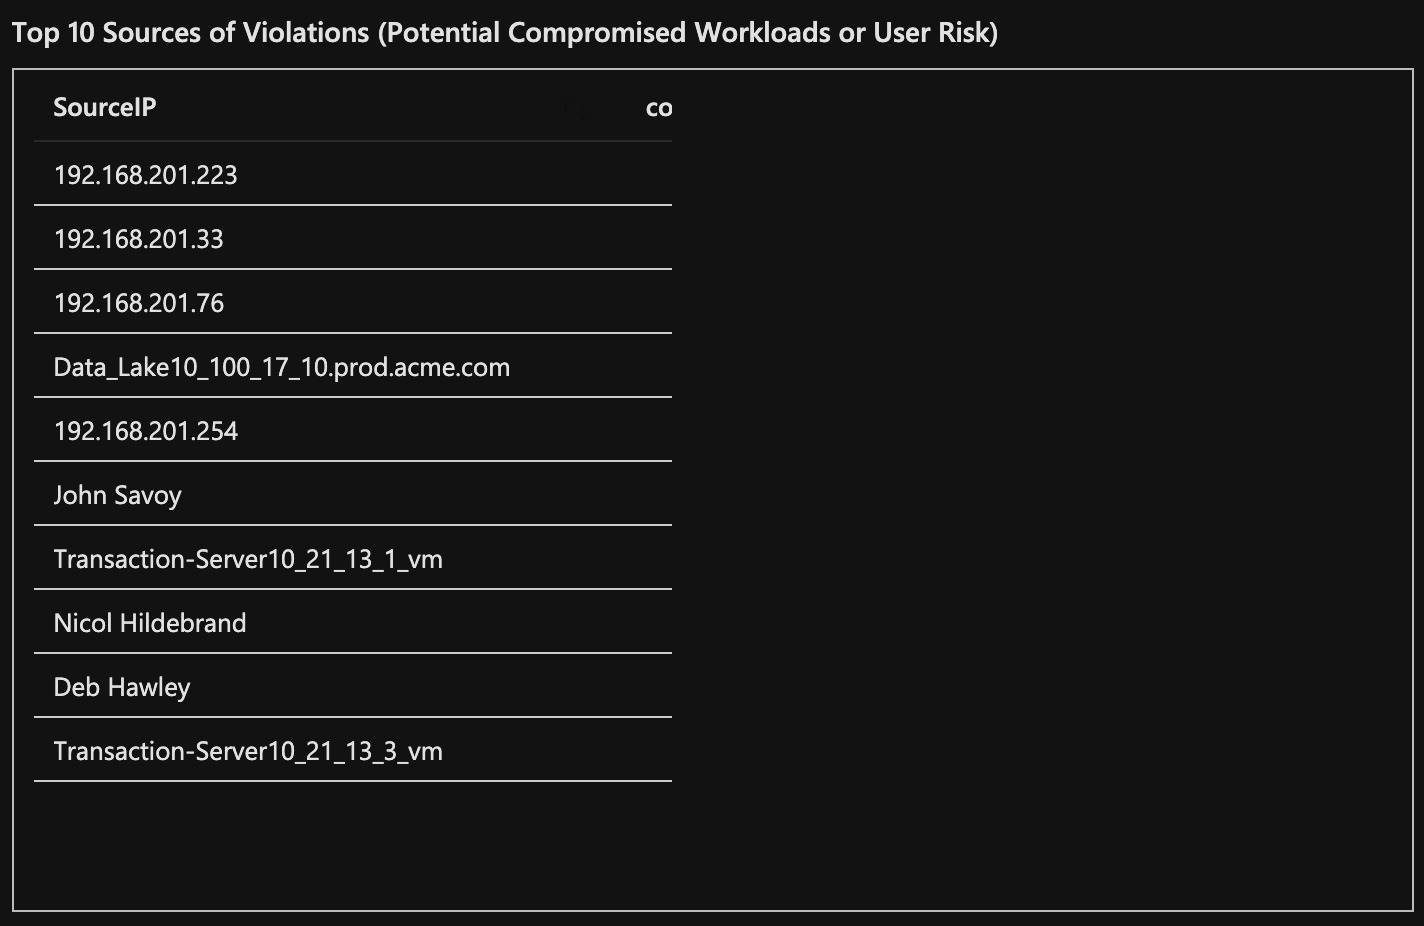 Top 10 Sources of Violations (Potential Compromised Workloads or User Risk)
SourceIP co
192.168.201.223
192.168.201.33
192.168.201.76
Data_Lake10_100_17_10.prod.acme.com
192.168.201.254
John Savoy
Transaction-Server10_21_13_1_vm
Nicol Hildebrand
Deb Hawley
Transaction-Server10_21_13_3_vm